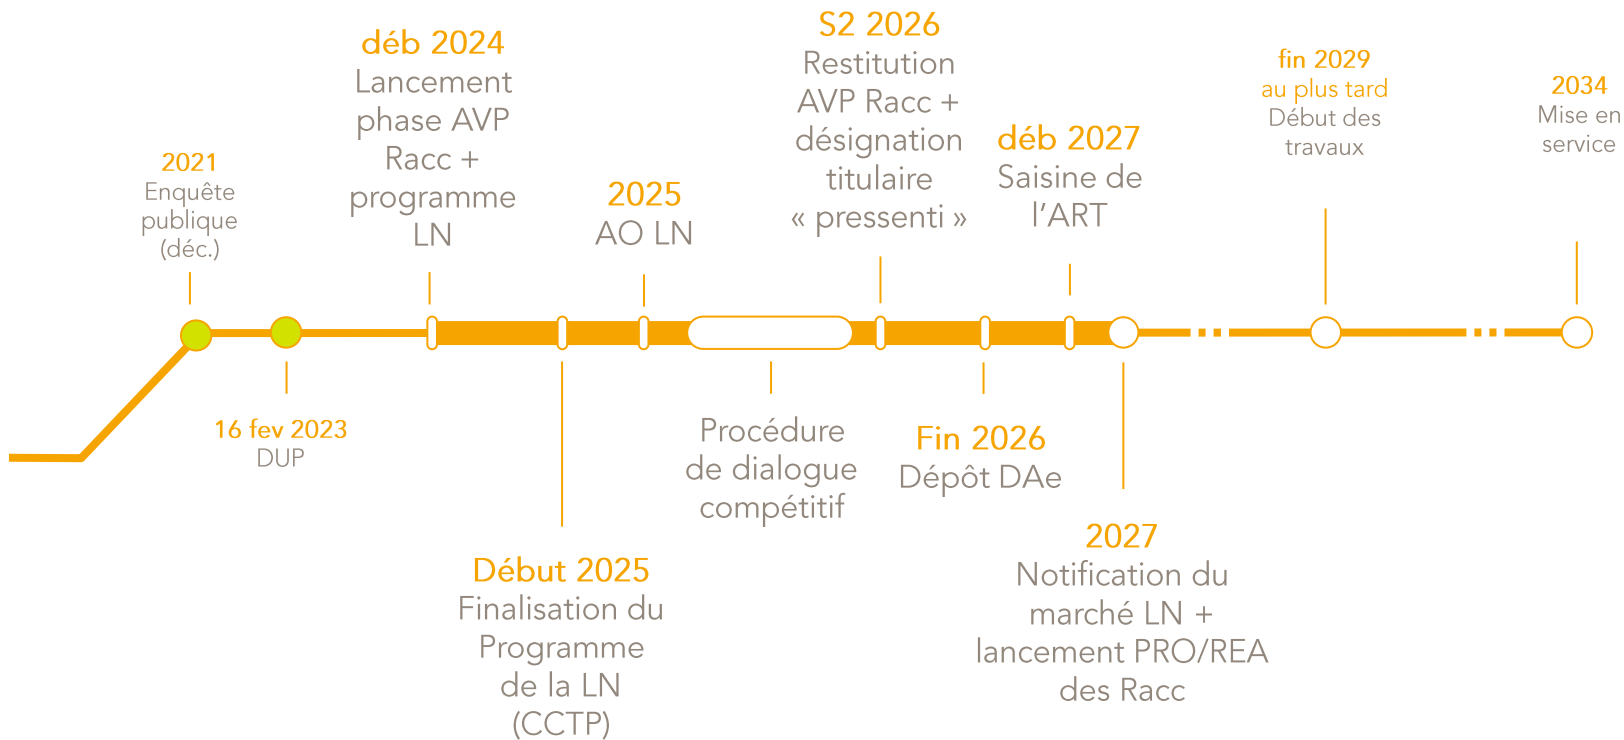 2021
Enquête
publique
(déc.)
16 fev 2023
DUP
déb 2024
Lancement
phase AVP
Racc +
programme
LN
Début 2025
Finalisation du
Programme
de la LN
(CCTP)
2025
AO LN
Procédure
de dialogue
compétitif
S2 2026
Restitution
AVP Racc +
désignation
titulaire
« pressenti »
Fin 2026
Dépôt DAe
déb 2027
Saisine de
l’ART
2027
Notification du
marché LN +
lancement PRO/REA
des Racc
fin 2029
au plus tard
Début des
travaux
2034
Mise en
service